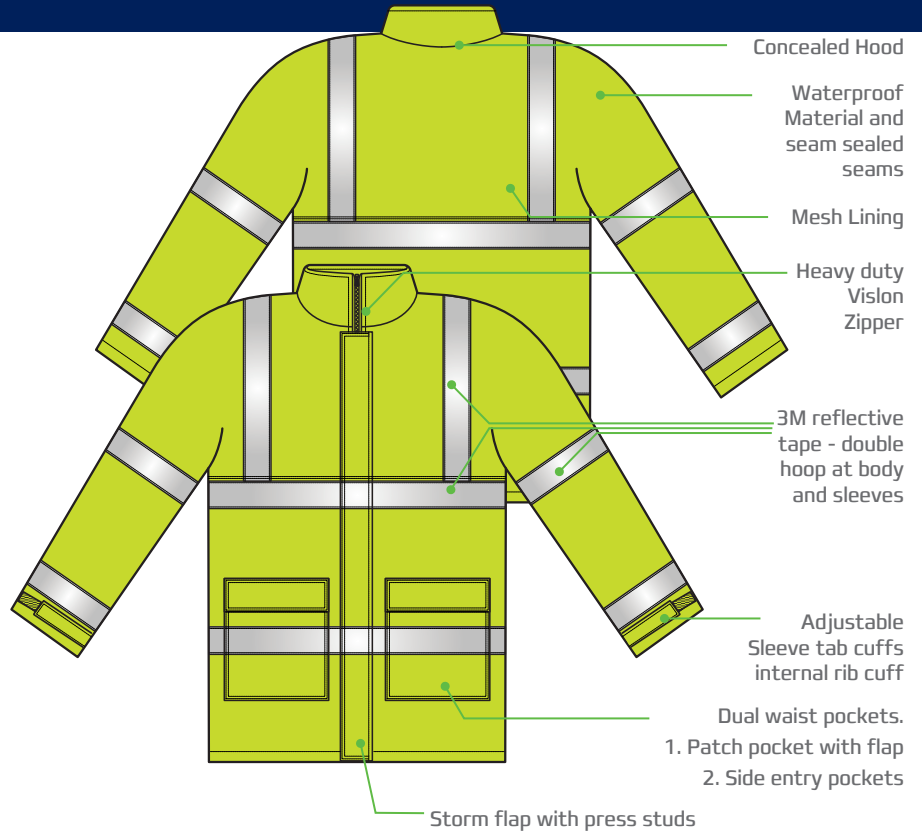 Concealed Hood
Waterproof
Material and
seam sealed
seams
Mesh Lining
Heavy duty
Vislon
Zipper
3M reflective
tape - double
hoop at body
and sleeves
Adjustable
Sleeve tab cuffs
internal rib cuff
Dual waist pockets.
1. Patch pocket with flap
2. Side entry pockets
Storm flap with press studs